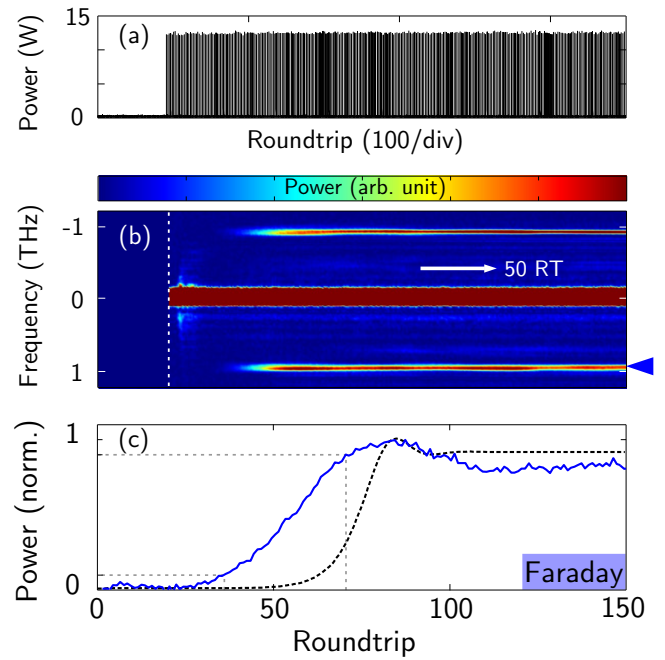 15
(a)
Power (W)
0
Roundtrip (100/div)
Power (arb. unit)
-1
(b)
50 RT
Frequency (THz)
0
1
1
(c)
Power (norm.)
Faraday
0
0 50 100 150
Roundtrip